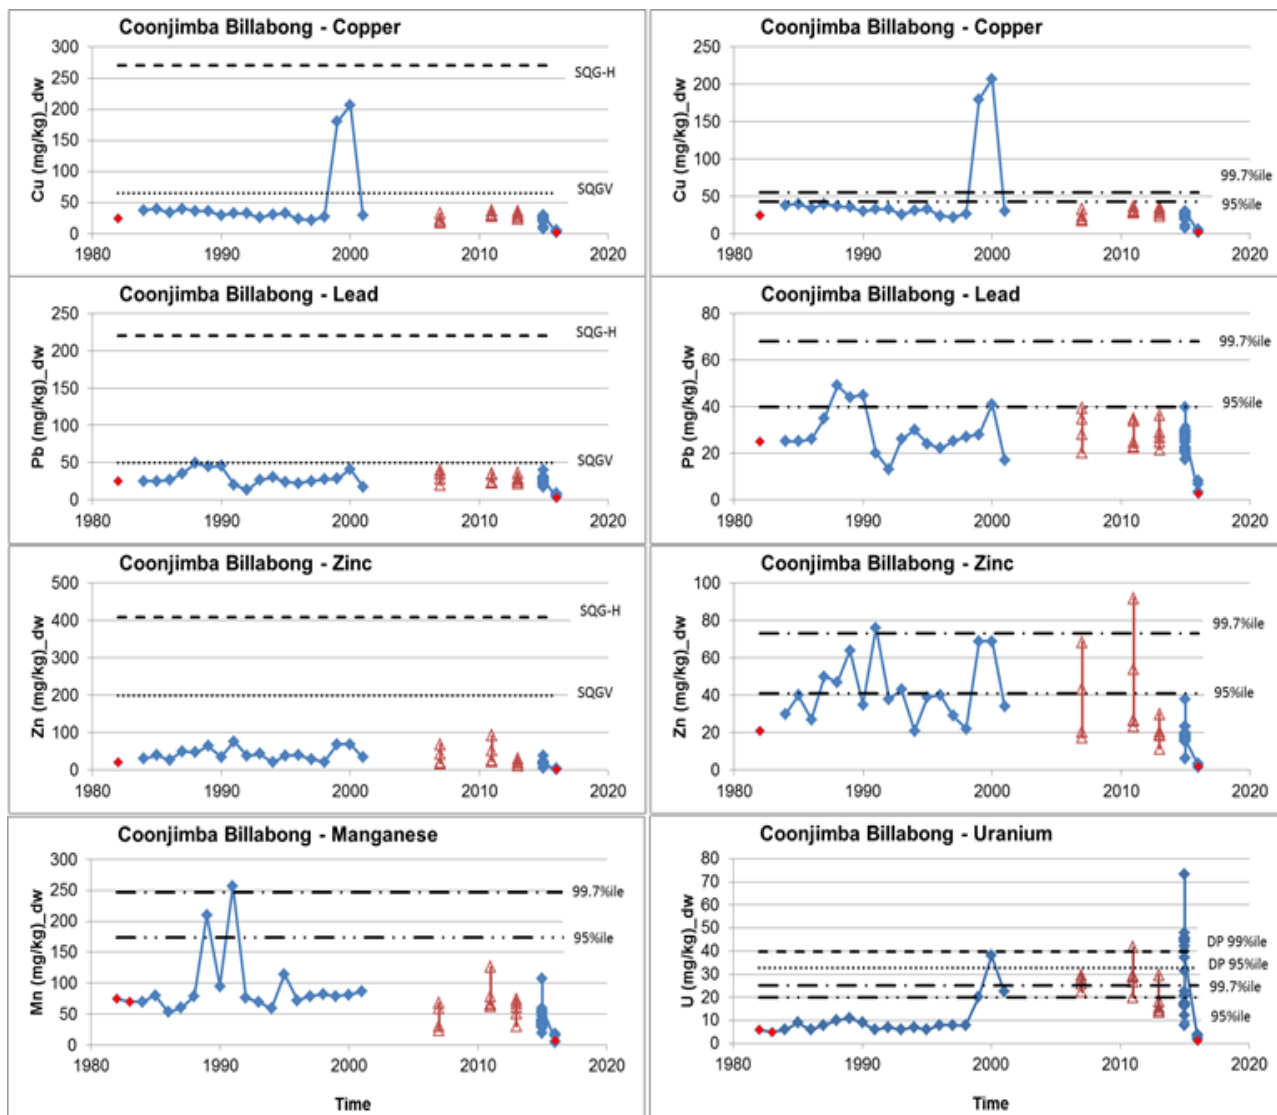 Coonjimba Billabong - Copper
Cu (mg/kg)_dw
300
250
200
150
100
50
0
SQG-H
SQGV
1980 1990 2000 2010 2020
Coonjimba Billabong - Copper
Cu (mg/kg)_dw
250
200
150
100
50
0
99.7%ile
95%ile
1980 1990 2000 2010 2020
Coonjimba Billabong - Lead
Pb (mg/kg)_dw
250
200
150
100
50
0
SQG-H
SQGV
1980 1990 2000 2010 2020
Coonjimba Billabong - Lead
Pb (mg/kg)_dw
80
60
40
20
0
99.7%ile
95%ile
1980 1990 2000 2010 2020
Coonjimba Billabong - Zinc
Zn (mg/kg)_dw
500
400
300
200
100
0
SQG-H
SQGV
1980 1990 2000 2010 2020
Coonjimba Billabong - Zinc
Zn (mg/kg)_dw
100
80
60
40
20
0
99.7%ile
95%ile
1980 1990 2000 2010 2020
Coonjimba Billabong - Manganese
Mn (mg/kg)_dw
300
250
200
150
100
50
0
99.7%ile
95%ile
1980 1990 2000 2010 2020
Time
Coonjimba Billabong - Uranium
U (mg/kg)_dw
80
70
60
50
40
30
20
10
0
DP 99%ile
DP 95%ile
99.7%ile
95%ile
1980 1990 2000 2010 2020
Time